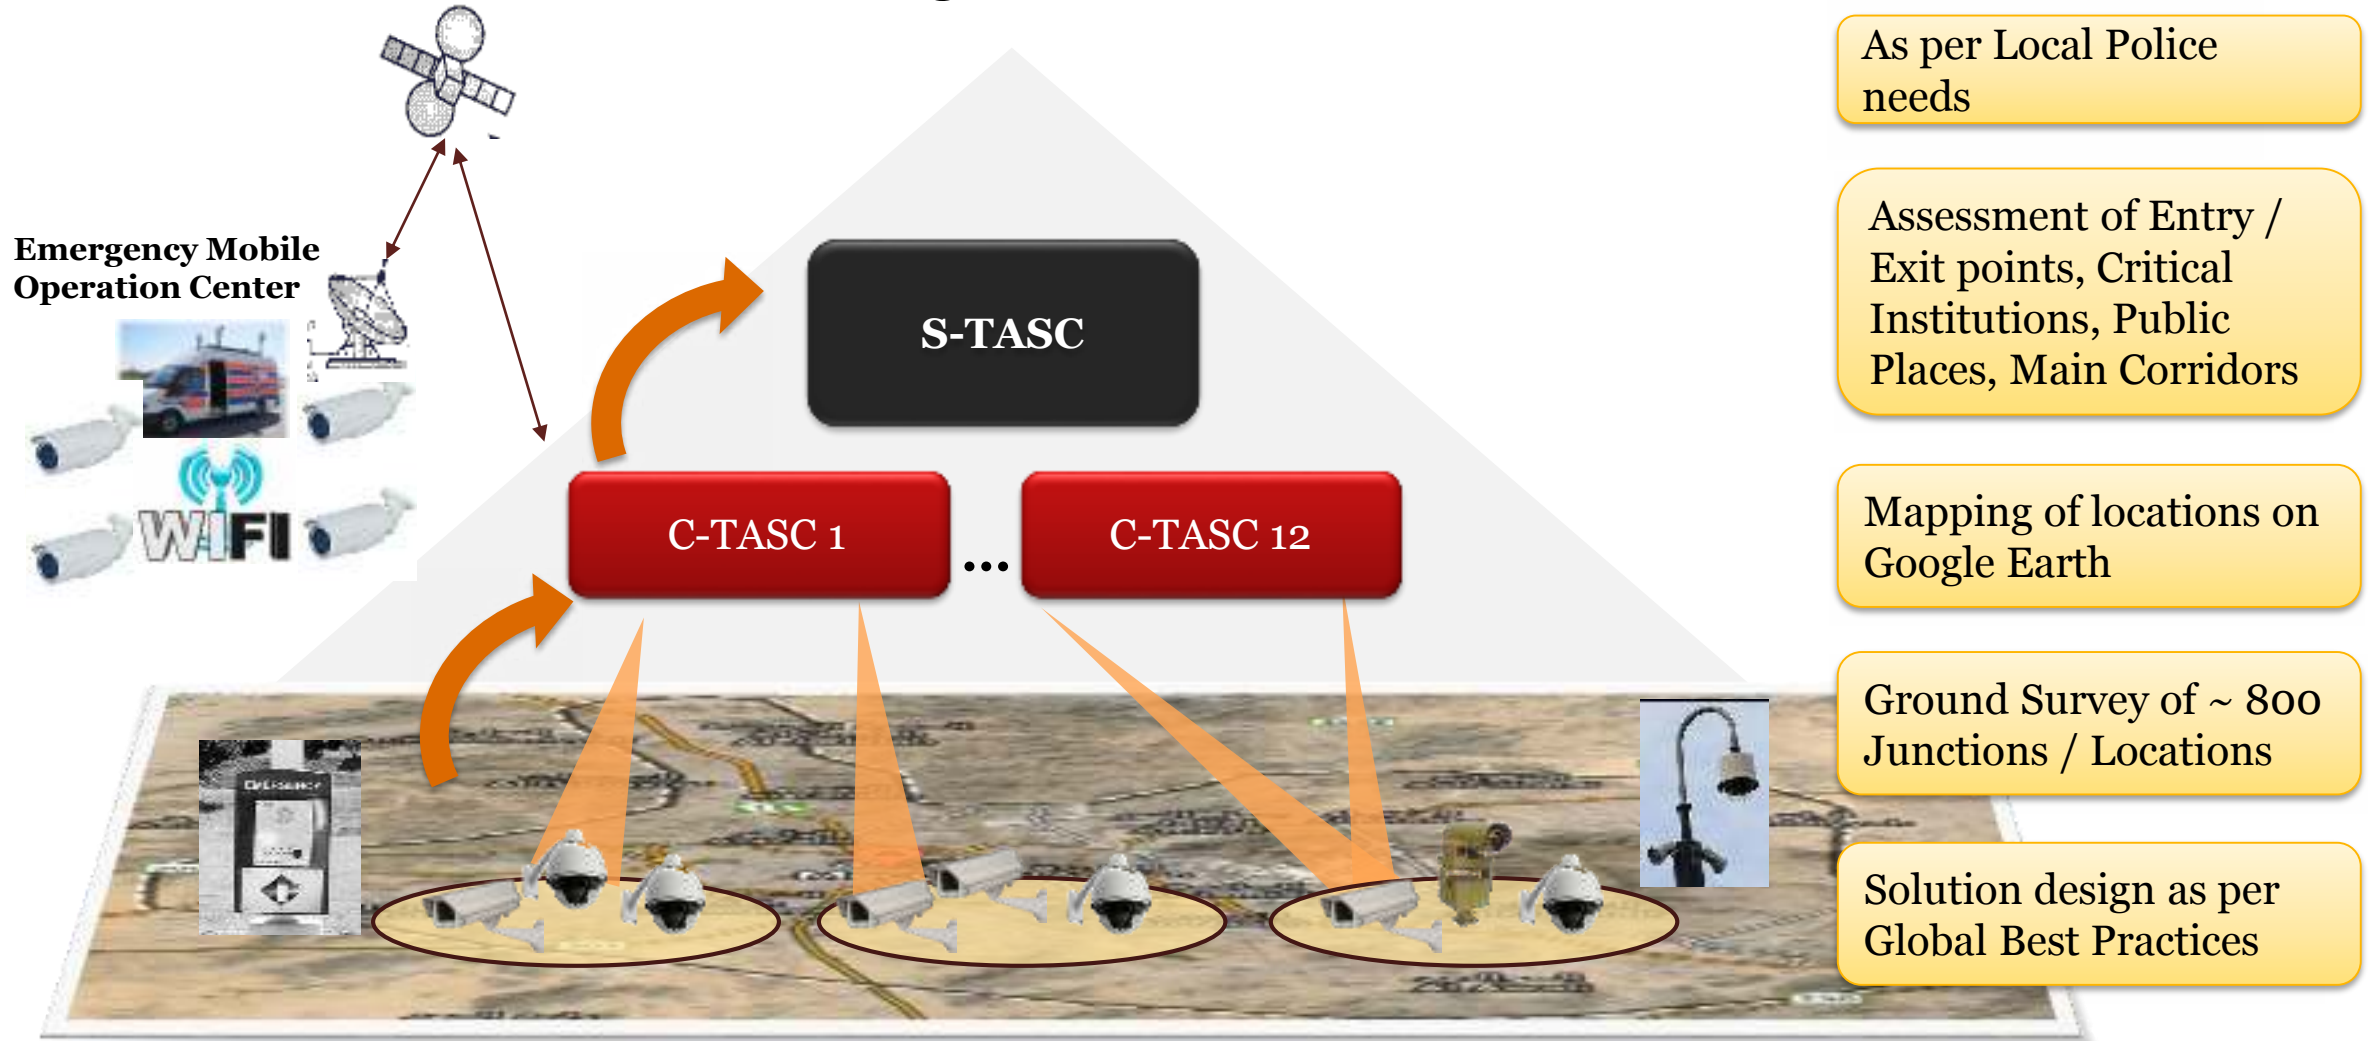 As per Local Police
needs
Emergency Mobile
Operation Center
Assessment of Entry /
Exit points, Critical
Institutions, Public
Places, Main Corridors
S-TASC
C-TASC 1
...
C-TASC 12
WIFI
Mapping of locations on
Google Earth
Ground Survey of ~ 800
Junctions / Locations
EMERGENCY
Solution design as per
Global Best Practices